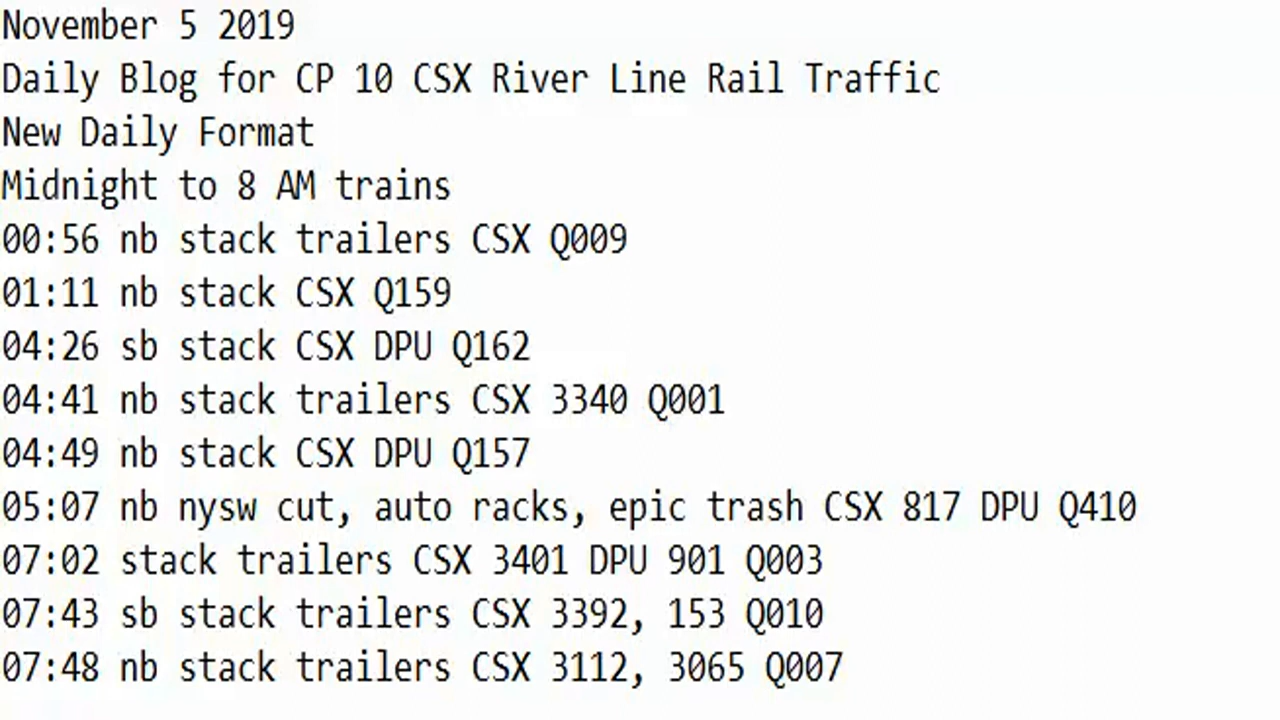 November 5 2019
Daily Blog for CP 10 CSX River Line Rail Traffic
New Daily Format
Midnight to 8 AM trains
00:56 nb stack trailers CSX Q009
01:11 nb stack CSX Q159
04:26 sb stack CSX DPU Q162
04:41 nb stack trailers CSX 3340 Q001
04:49 nb stack CSX DPU Q157
05:07 nb nysw cut, auto racks, epic trash CSX 817 DPU Q410
07:02 stack trailers CSX 3401 DPU 901 Q003
07:43 sb stack trailers CSX 3392, 153 Q010
07:48 nb stack trailers CSX 3112, 3065 Q007